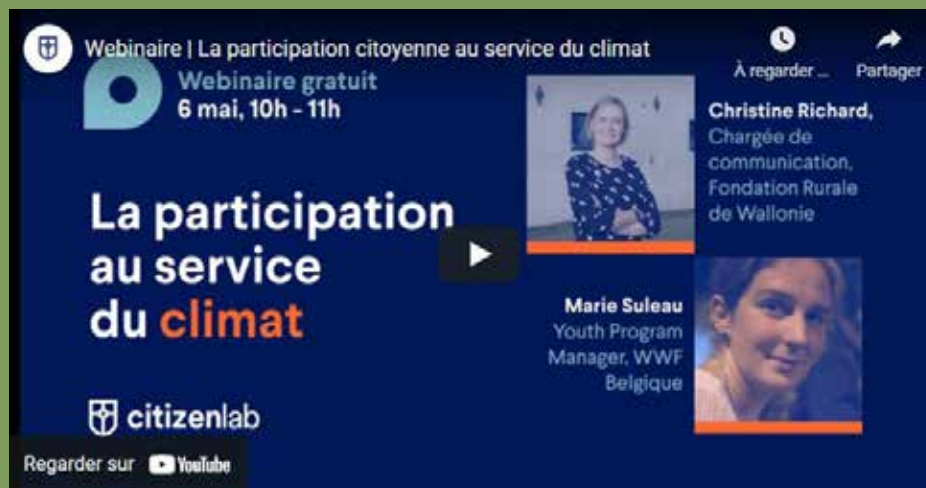 Webinaire | La participation citoyenne au service du climat
À regarder ...
Partager
Webinaire gratuit
6 mai, 10h - 11h
La participation
au service
du climat
Christine Richard,
Chargée de
communication,
Fondation Rurale
de Wallonie
Marie Suleau
Youth Program
Manager, WWF
Belgique
citizenlab
Regarder sur YouTube